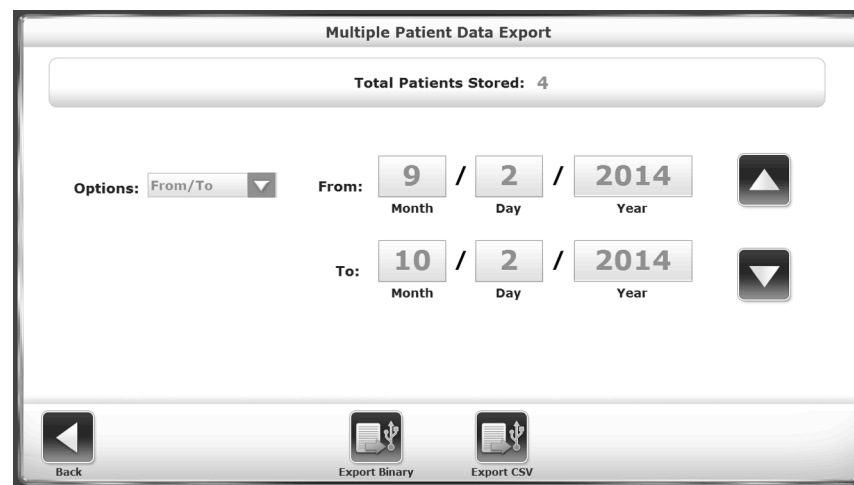 Multiple Patient Data Export
Total Patients Stored: 4
Options: From/To From: 9 / 2 / 2014
Month Day Year
To: 10 / 2 / 2014
Month Day Year
Back Export Binary Export CSV